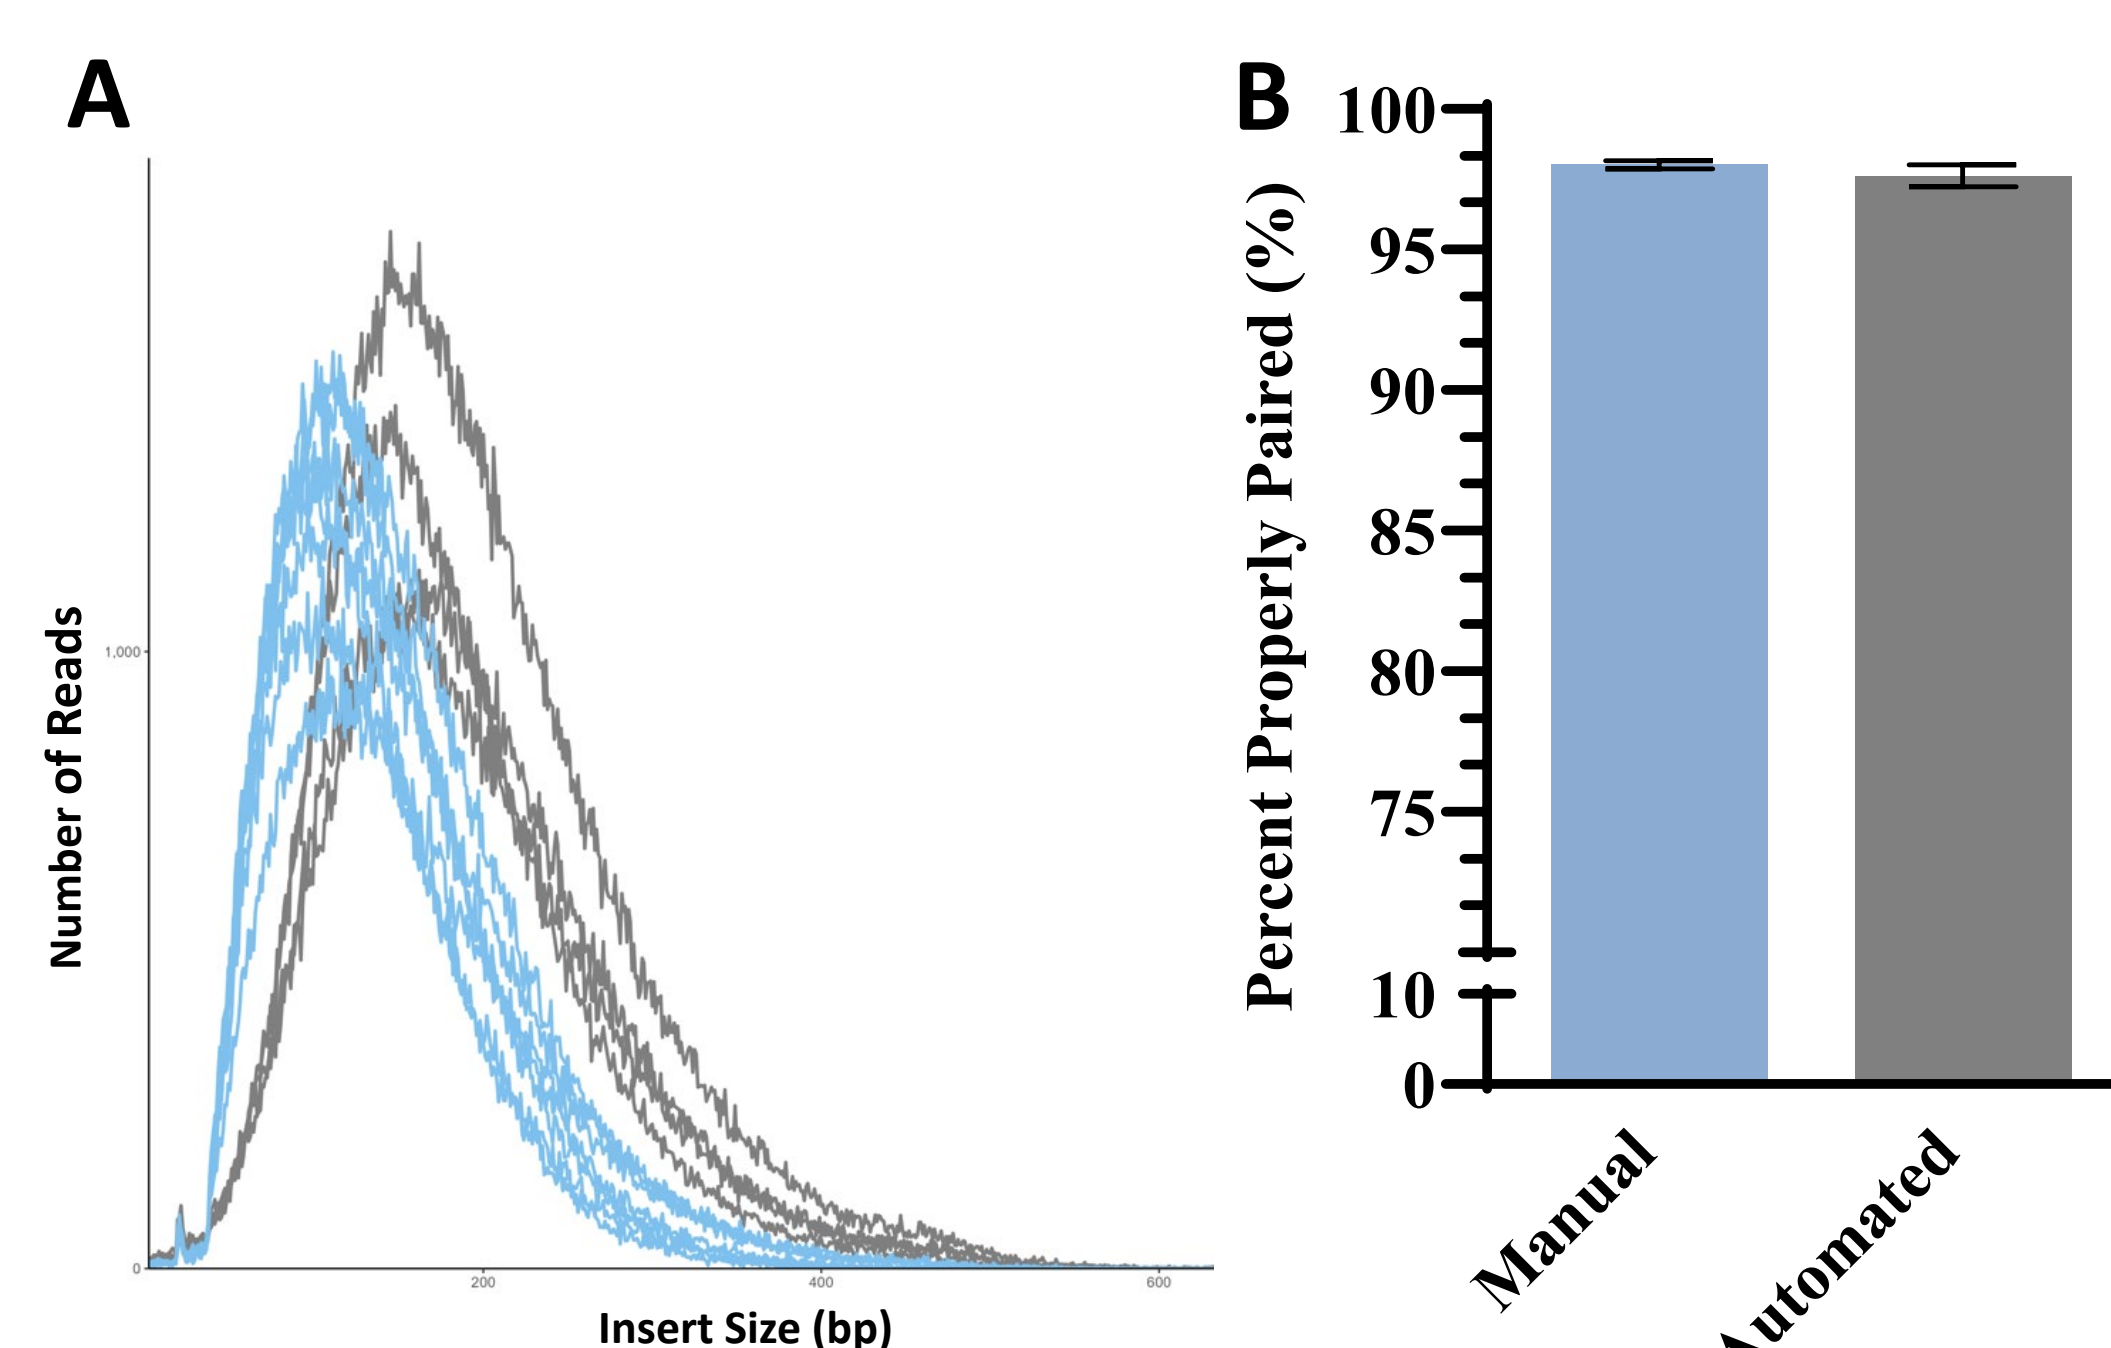 A
Number of Reads
1,000
0
200
400
600
Insert Size (bp)
B
Percent Properly Paired (%)
100
95
90
85
80
75
10
0
Manual
Automated